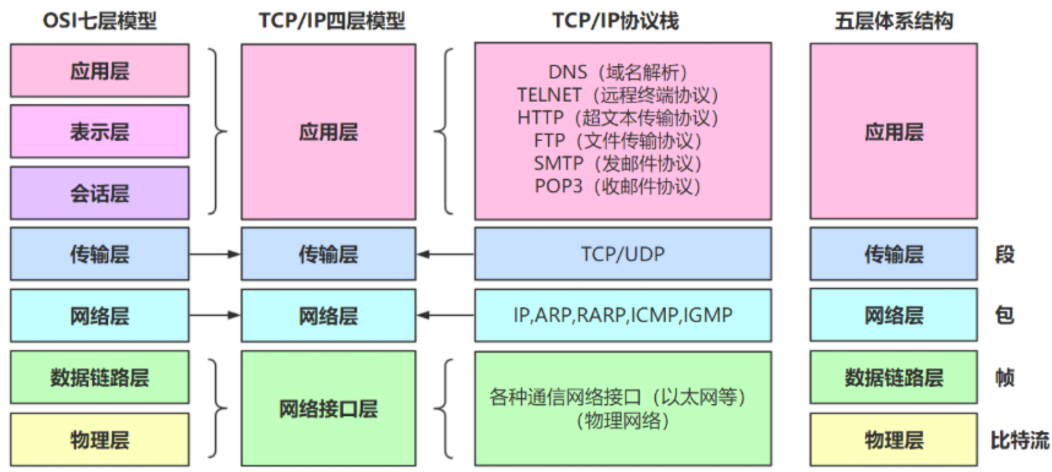 OSI七层模型
TCP/IP四层模型
TCP/IP协议栈
五层体系结构
应用层
表示层
会话层
应用层
DNS（域名解析）
TELNET（远程终端协议）
HTTP（超文本传输协议）
FTP（文件传输协议）
SMTP（发邮件协议）
POP3（收邮件协议）
应用层
传输层
传输层
TCP/UDP
传输层
段
网络层
网络层
IP,ARP,RARP,ICMP,IGMP
网络层
包
数据链路层
物理层
网络接口层
各种通信网络接口（以太网等）
（物理网络）
数据链路层
帧
物理层
比特流